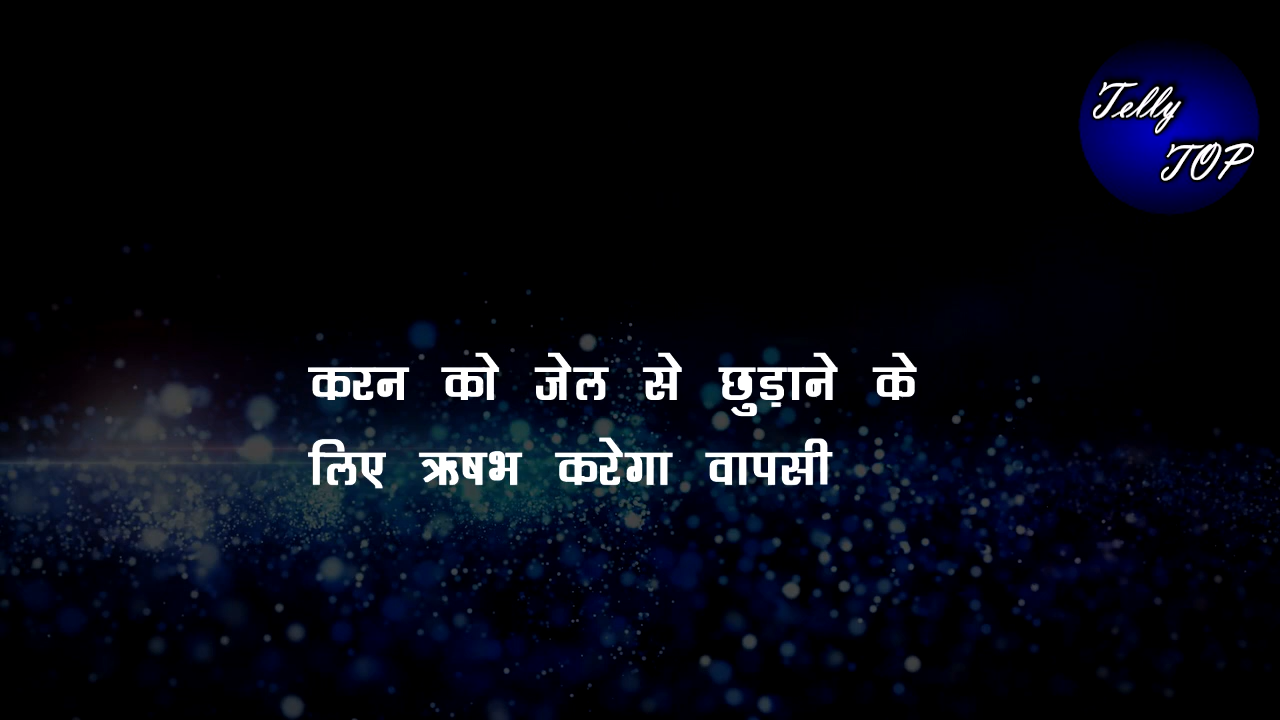 Telly
TOP
करन को जेल से छुड़ाने के
लिए ऋषभ करेगा वापसी